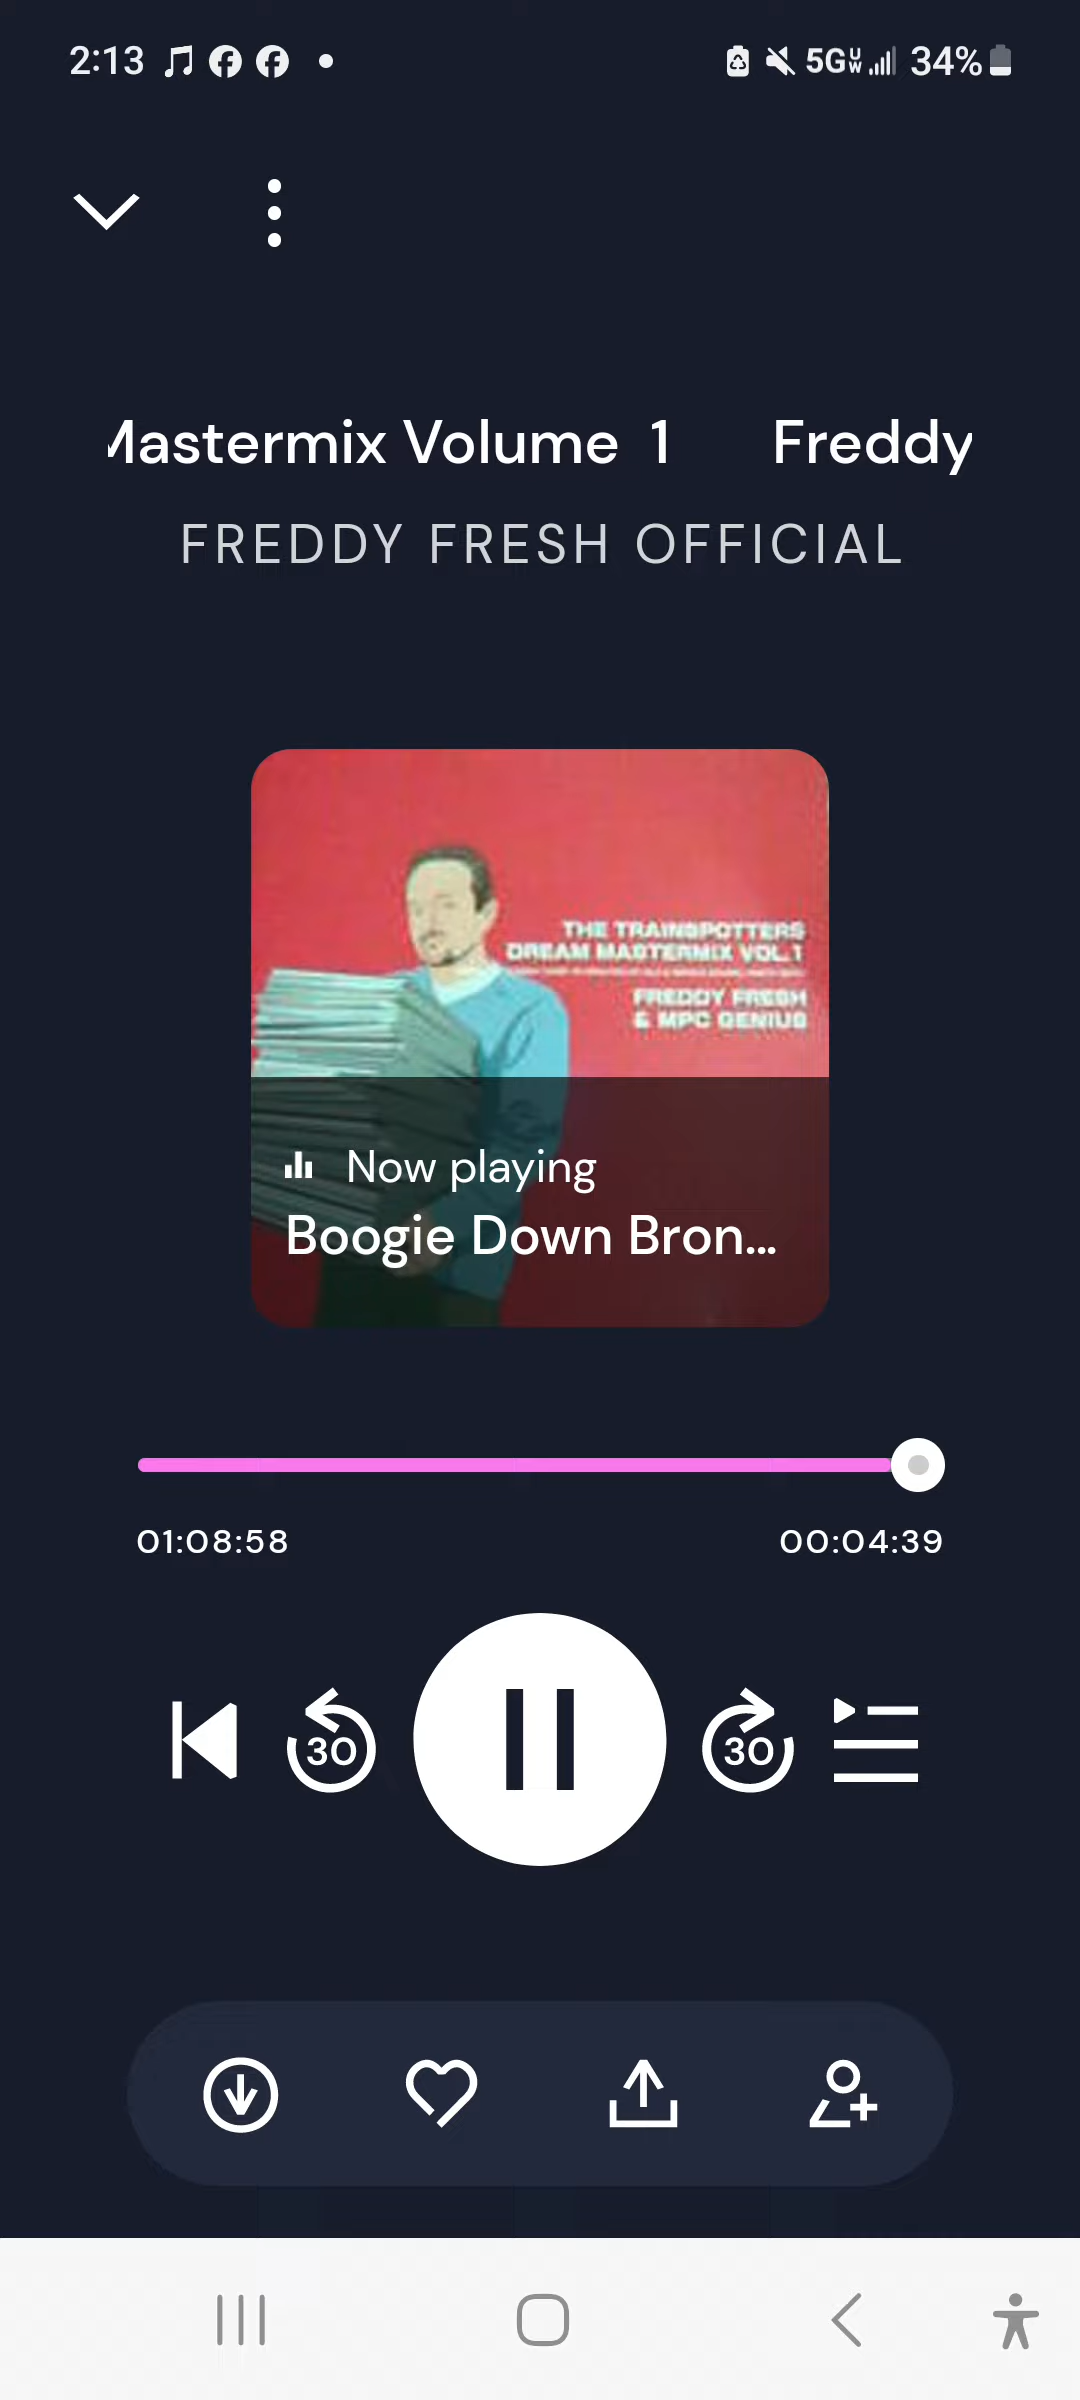 2:13 5G UW 34%
Mastermix Volume 1 Freddy
FREDDY FRESH OFFICIAL
THE TRAINSPOTTERS
DREAM MASTERMIX VOL.1
FREDDY FRESH
& MPC GENIUS
Now playing
Boogie Down Bron...
01:08:58 00:04:39
30 30